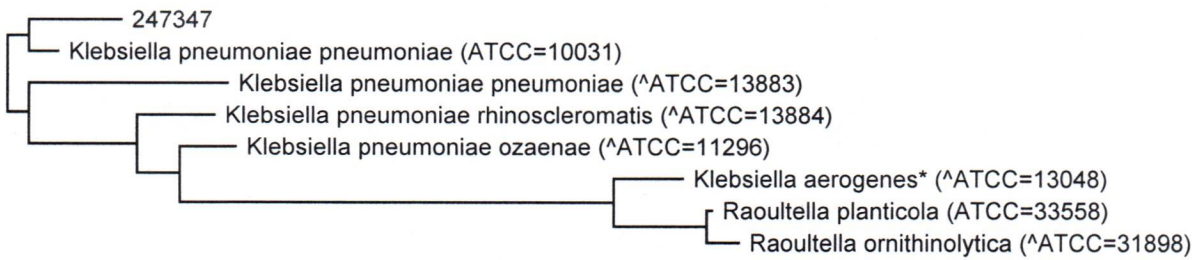 247347
Klebsiella pneumoniae pneumoniae (ATCC=10031)
Klebsiella pneumoniae pneumoniae (^ATCC=13883)
Klebsiella pneumoniae rhinoscleromatis (^ATCC=13884)
Klebsiella pneumoniae ozaenae (^ATCC=11296)
Klebsiella aerogenes* (^ATCC=13048)
Raoultella planticola (ATCC=33558)
Raoultella ornithinolytica (^ATCC=31898)